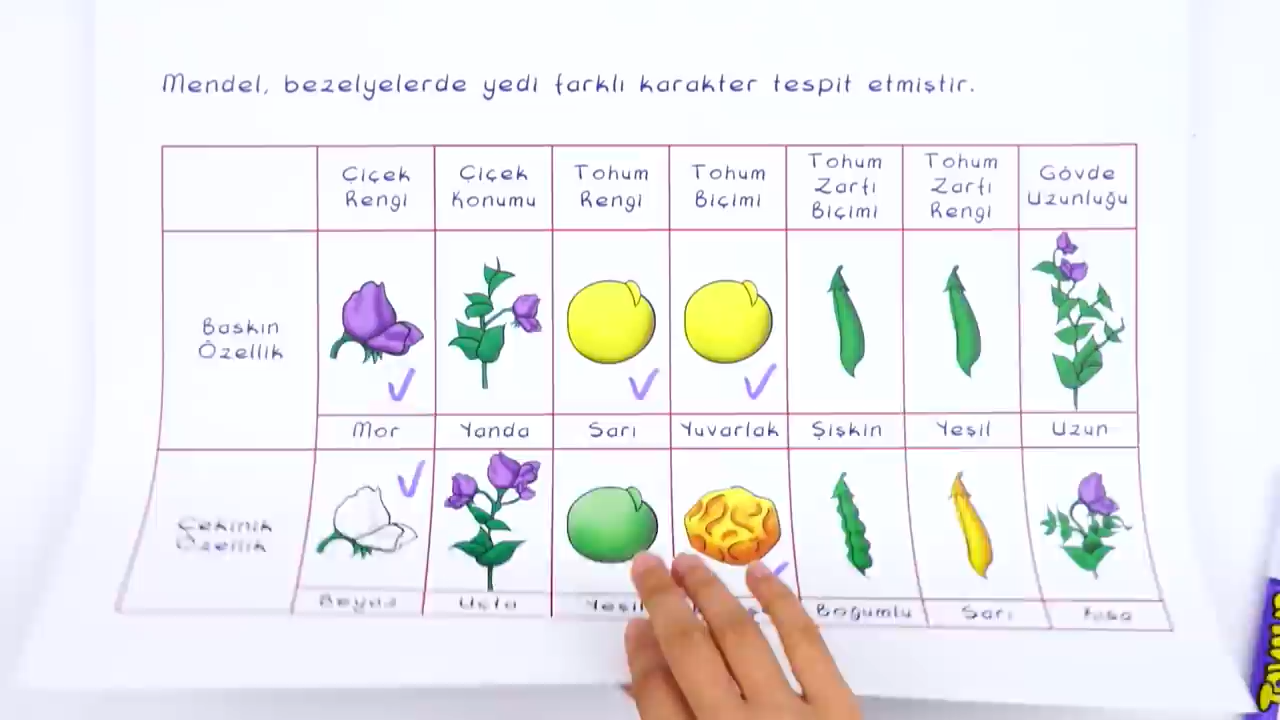 Mendel, bezelyelerde yedi farklı karakter tespit etmiştir.
Çiçek
Rengi
Çiçek
Konumu
Tohum
Rengi
Tohum
Biçimi
Tohum
Zarfı
Biçimi
Tohum
Zarfı
Rengi
Gövde
Uzunluğu
Baskın
Özellik
Mor
Yanda
Sarı
Yuvarlak
Şişkin
Yeşil
Uzun
Çekinik
Özellik
Beyaz
Uçta
Yeşil
Boğumlu
Sarı
Kısa